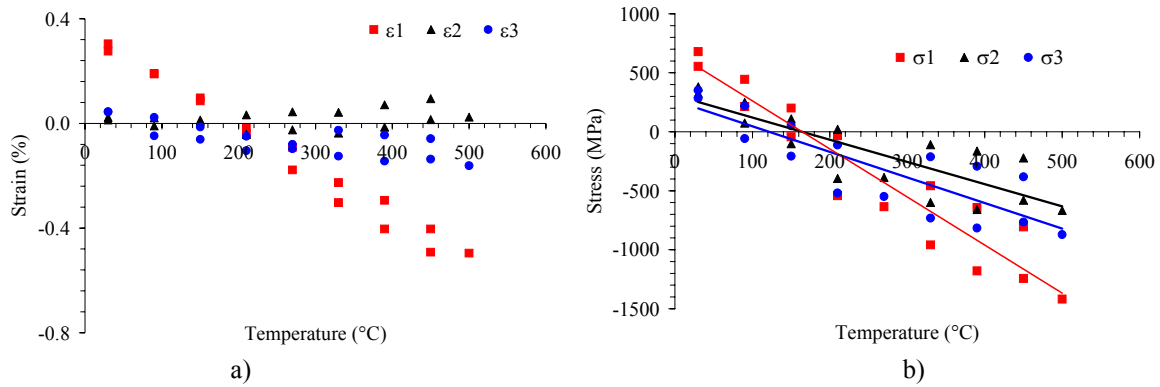 0.4
ε1 ε2 ε3
0.0
0 100 200 300 400 500 600
-0.4
-0.8
Strain (%)
Temperature (°C)
a)
1000
σ1 σ2 σ3
500
0
0 100 200 300 400 500 600
-500
-1000
-1500
Stress (MPa)
Temperature (°C)
b)